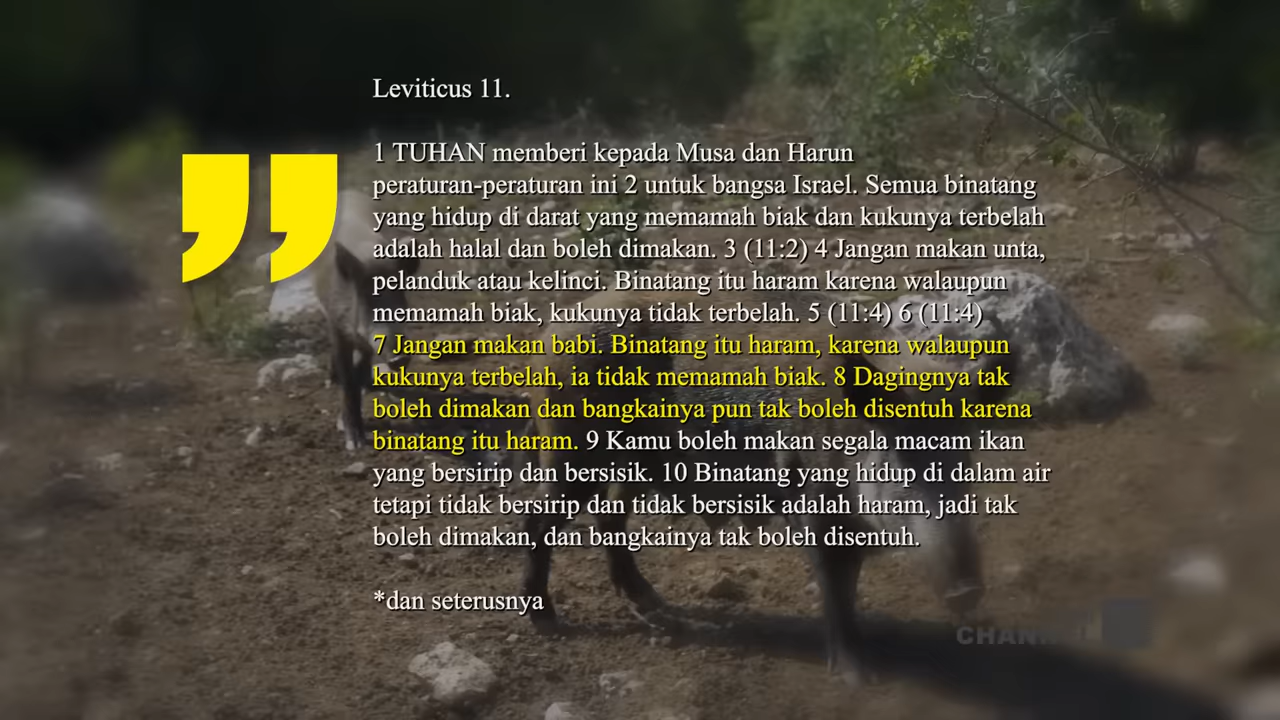 Leviticus 11.
1 TUHAN memberi kepada Musa dan Harun
peraturan-peraturan ini 2 untuk bangsa Israel. Semua binatang
yang hidup di darat yang memamah biak dan kukunya terbelah
adalah halal dan boleh dimakan. 3 (11:2) 4 Jangan makan unta,
pelanduk atau kelinci. Binatang itu haram karena walaupun
memamah biak, kukunya tidak terbelah. 5 (11:4) 6 (11:4)
7 Jangan makan babi. Binatang itu haram, karena walaupun
kukunya terbelah, ia tidak memamah biak. 8 Dagingnya tak
boleh dimakan dan bangkainya pun tak boleh disentuh karena
binatang itu haram. 9 Kamu boleh makan segala macam ikan
yang bersirip dan bersisik. 10 Binatang yang hidup di dalam air
tetapi tidak bersirip dan tidak bersisik adalah haram, jadi tak
boleh dimakan, dan bangkainya tak boleh disentuh.
*dan seterusnya